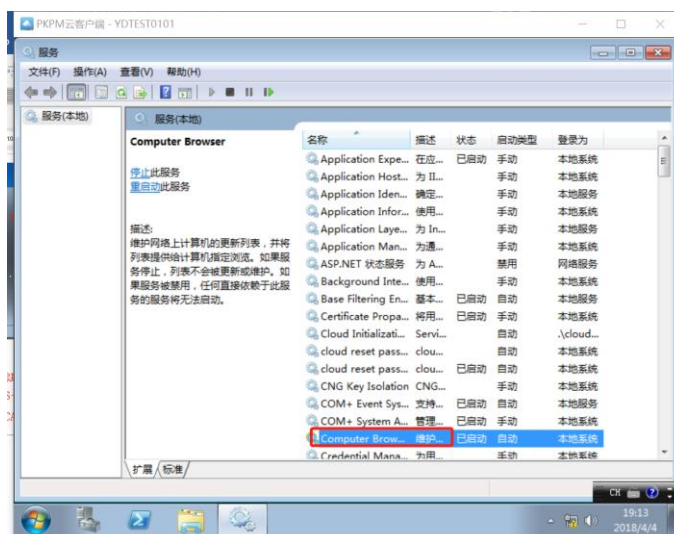 PKPM云客户端 - YDTEST0101
服务
文件(F) 操作(A) 查看(V) 帮助(H)
服务(本地)
服务(本地)
Computer Browser
停止此服务
重启动此服务
描述:
维护网络上计算机的更新列表，并将
列表提供给计算机指定浏览。如果服
务停止，列表不会被更新或维护。如
果服务被禁用，任何直接依赖于此服
务的服务将无法启动。
名称 描述 状态 启动类型 登录为
Application Expe... 在应... 已启动 手动 本地系统
Application Host... 为 II... 手动 本地系统
Application Iden... 确定... 手动 本地服务
Application Infor... 使用... 手动 本地系统
Application Laye... 为 In... 手动 本地服务
Application Man... 为通... 手动 本地系统
ASP.NET 状态服务 为 A... 禁用 网络服务
Background Inte... 使用... 手动 本地系统
Base Filtering En... 基本... 已启动 自动 本地服务
Certificate Propa... 将用... 已启动 手动 本地系统
Cloud Initializati... Servi... 自动 .\cloud...
cloud reset pass... clou... 自动 本地系统
cloud reset pass... clou... 已启动 自动 本地系统
CNG Key Isolation CNG... 手动 本地系统
COM+ Event Sys... 支持... 已启动 自动 本地服务
COM+ System A... 管理... 已启动 手动 本地系统
Computer Brow... 维护... 已启动 自动 本地系统
Credential Mana... 为用... 手动 本地系统
扩展 标准
CH
19:13
2018/4/4